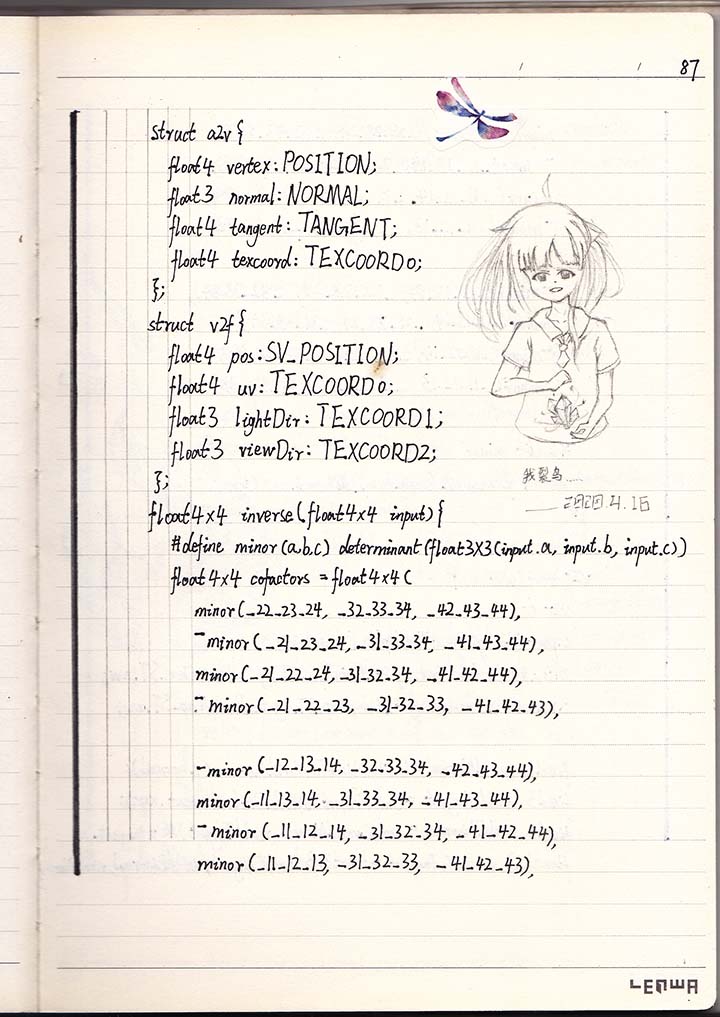 87
struct a2v {
float4 vertex: POSITION;
float3 normal: NORMAL;
float4 tangent: TANGENT;
float4 texcoord: TEXCOORD0;
};
struct v2f {
float4 pos: SV_POSITION;
float4 uv: TEXCOORD0;
float3 lightDir: TEXCOORD1;
float3 viewDir: TEXCOORD2;
};
我裂鸟......
——2020.4.16
float4x4 inverse(float4x4 input) {
#define minor(a,b,c) determinant(float3X3(input.a, input.b, input.c))
float4x4 cofactors = float4x4(
minor(_22_23_24, _32_33_34, _42_43_44),
-minor(_21_23_24, _31_33_34, _41_43_44),
minor(_21_22_24, _31_32_34, _41_42_44),
-minor(_21_22_23, _31_32_33, _41_42_43),
-minor(_12_13_14, _32_33_34, _42_43_44),
minor(_11_13_14, _31_33_34, _41_43_44),
-minor(_11_12_14, _31_32_34, _41_42_44),
minor(_11_12_13, _31_32_33, _41_42_43),
LENWA